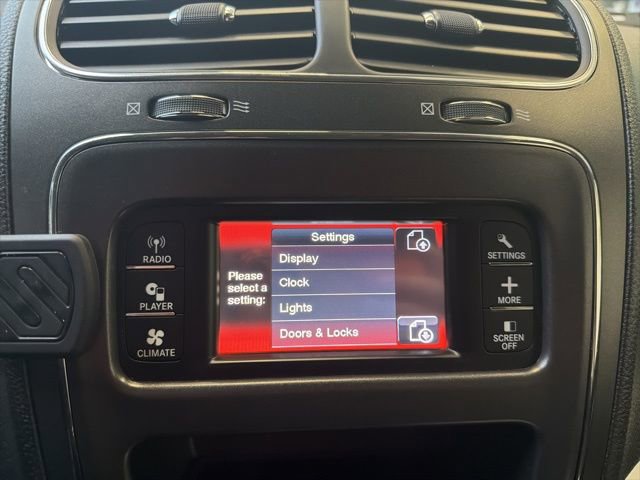 RADIO
PLAYER
CLIMATE
Please
select a
setting:
Settings
Display
Clock
Lights
Doors & Locks
SETTINGS
MORE
SCREEN
OFF